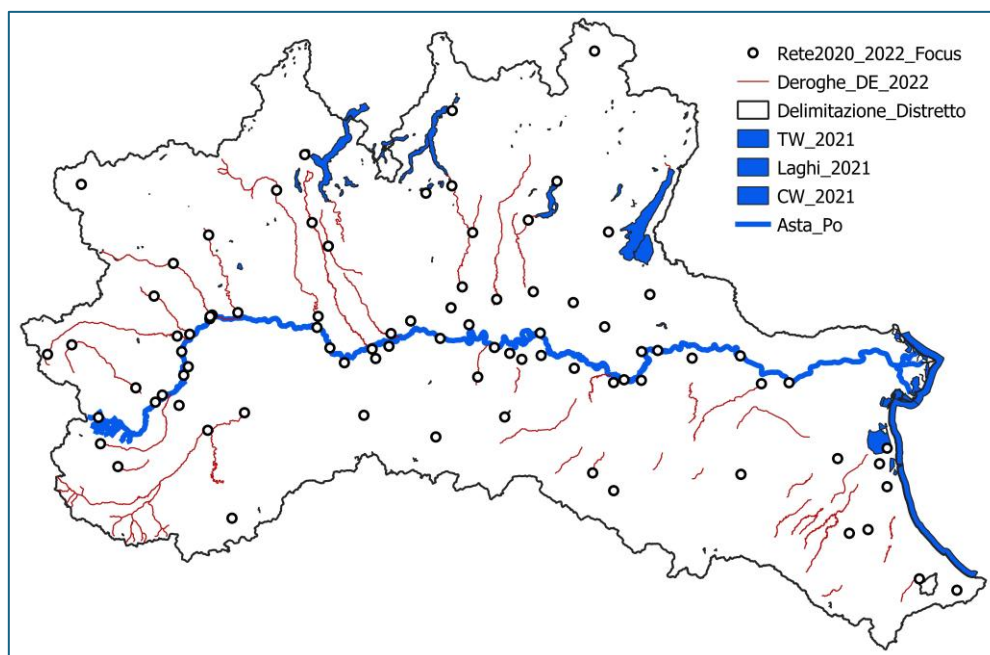 Rete2020_2022_Focus
Deroghe_DE_2022
Delimitazione_Distretto
TW_2021
Laghi_2021
CW_2021
Asta_Po